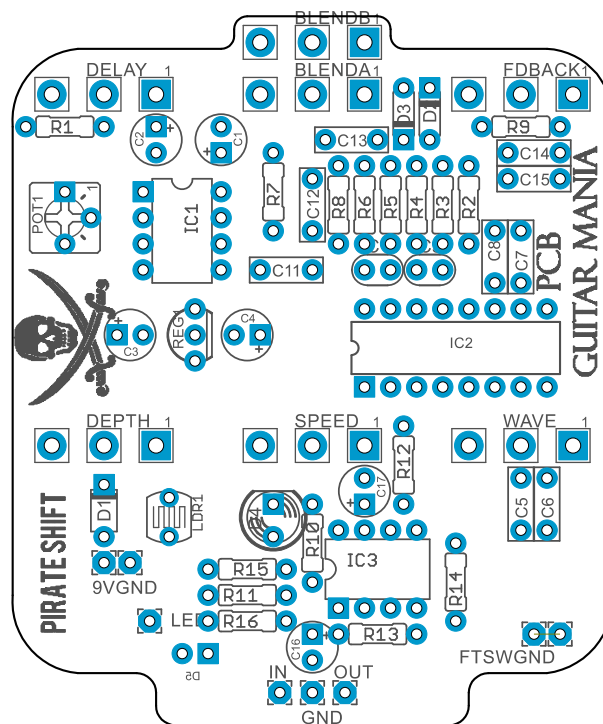 BLENDB1
DELAY 1
BLENDA1
FDBACK1
R1
C2
C1
D3
R9
C13
C14
C15
POT1
1
IC1
R7
C12
R8
R6
R5
R4
R3
R2
C8
C7
PCB
GUITAR MANIA
C11
C3
REG1
C4
IC2
DEPTH 1
SPEED 1
WAVE 1
R12
D1
LDR1
C17
C5
C6
R10
IC3
PIRATE SHIFT
9VGND
R15
R11
R14
LED
R16
C16
R13
D5
FTSWGND
IN
OUT
GND